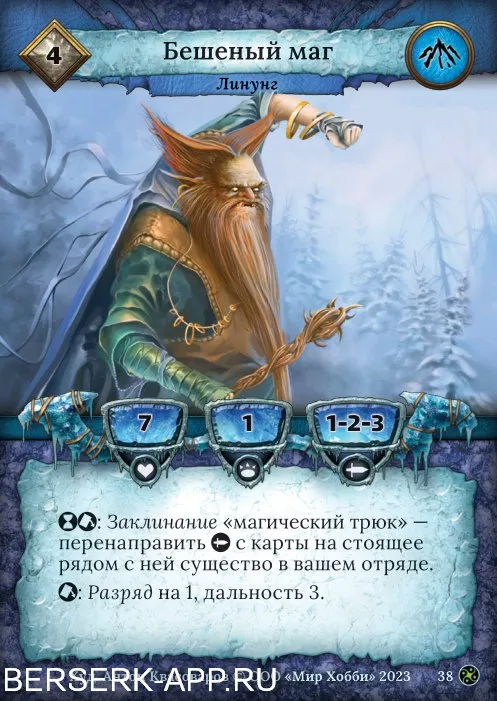 4
Бешеный маг
Линунг
7
1
1-2-3
: Заклинание «магический трюк» —
перенаправить с карты на стоящее
рядом с ней существо в вашем отряде.
: Разряд на 1, дальность 3.
ООО «Мир Хобби» 2023
38
BERSERK-APP.RU